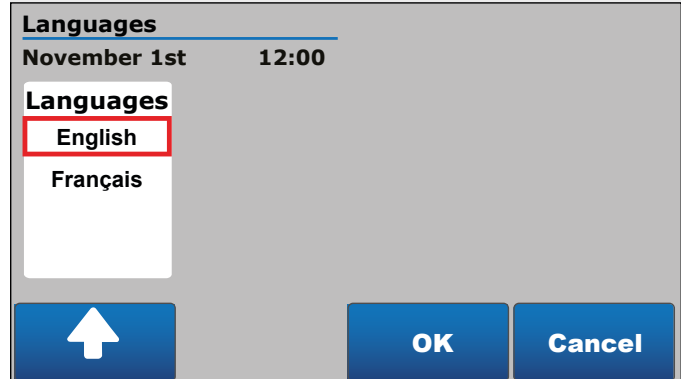 Languages
November 1st 12:00
Languages
English
Français
OK Cancel